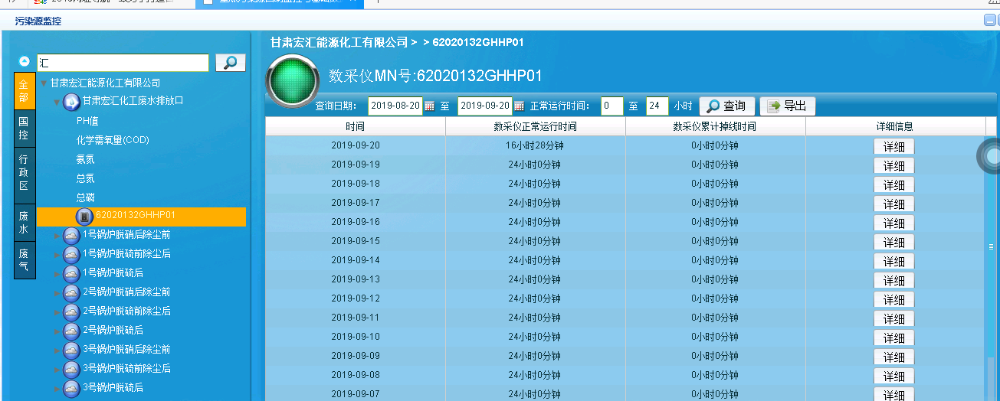 污染源监控
汇
全部
国控
行政区
废水
废气
甘肃宏汇能源化工有限公司
甘肃宏汇化工废水排放口
PH值
化学需氧量(COD)
氨氮
总氮
总磷
62020132GHHP01
1号锅炉脱硝后除尘前
1号锅炉脱硫前除尘后
1号锅炉脱硫后
2号锅炉脱硝后除尘前
2号锅炉脱硫前除尘后
2号锅炉脱硫后
3号锅炉脱硝后除尘前
3号锅炉脱硫前除尘后
3号锅炉脱硫后
甘肃宏汇能源化工有限公司 > > 62020132GHHP01
数采仪MN号:62020132GHHP01
查询日期: 2019-08-20 至 2019-09-20 正常运行时间: 0 至 24 小时 查询 导出
时间 数采仪正常运行时间 数采仪累计掉线时间 详细信息
2019-09-20 16小时28分钟 0小时0分钟 详细
2019-09-19 24小时0分钟 0小时0分钟 详细
2019-09-18 24小时0分钟 0小时0分钟 详细
2019-09-17 24小时0分钟 0小时0分钟 详细
2019-09-16 24小时0分钟 0小时0分钟 详细
2019-09-15 24小时0分钟 0小时0分钟 详细
2019-09-14 24小时0分钟 0小时0分钟 详细
2019-09-13 24小时0分钟 0小时0分钟 详细
2019-09-12 24小时0分钟 0小时0分钟 详细
2019-09-11 24小时0分钟 0小时0分钟 详细
2019-09-10 24小时0分钟 0小时0分钟 详细
2019-09-09 24小时0分钟 0小时0分钟 详细
2019-09-08 24小时0分钟 0小时0分钟 详细
2019-09-07 24小时0分钟 0小时0分钟 详细